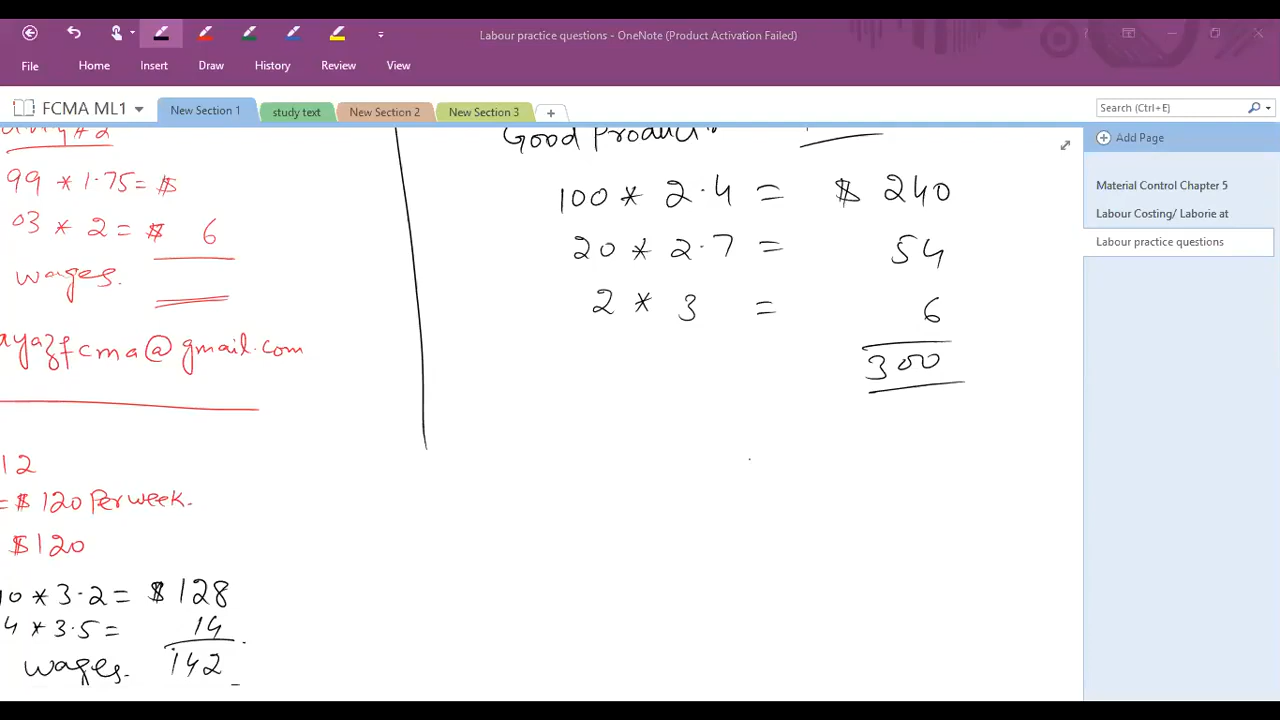 Labour practice questions - OneNote (Product Activation Failed)
File Home Insert Draw History Review View
FCMA ML1 New Section 1 study text New Section 2 New Section 3
Search (Ctrl+E)
Add Page
Material Control Chapter 5
Labour Costing/ Laborie at
Labour practice questions
99 * 1.75 = $
03 * 2 = $ 6
wages.
ayazfcma@gmail.com
12
= $120 Per week.
$120
10 * 3.2 = $128
4 * 3.5 = 14
wages. 142
Good
100 * 2.4 = $ 240
20 * 2.7 = 54
2 * 3 = 6
300